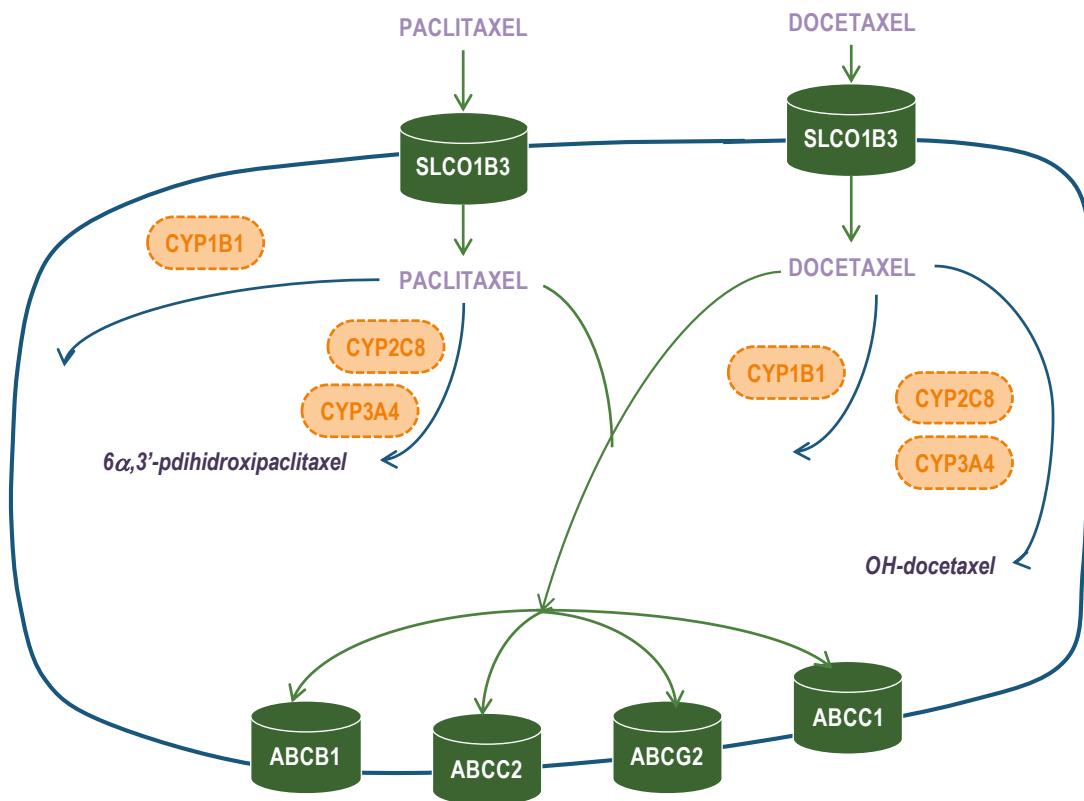 PACLITAXEL
DOCETAXEL
SLCO1B3
SLCO1B3
CYP1B1
PACLITAXEL
DOCETAXEL
CYP2C8
CYP3A4
CYP1B1
CYP2C8
CYP3A4
6α,3'-pdihidroxipaclitaxel
OH-docetaxel
ABCB1
ABCC2
ABCG2
ABCC1